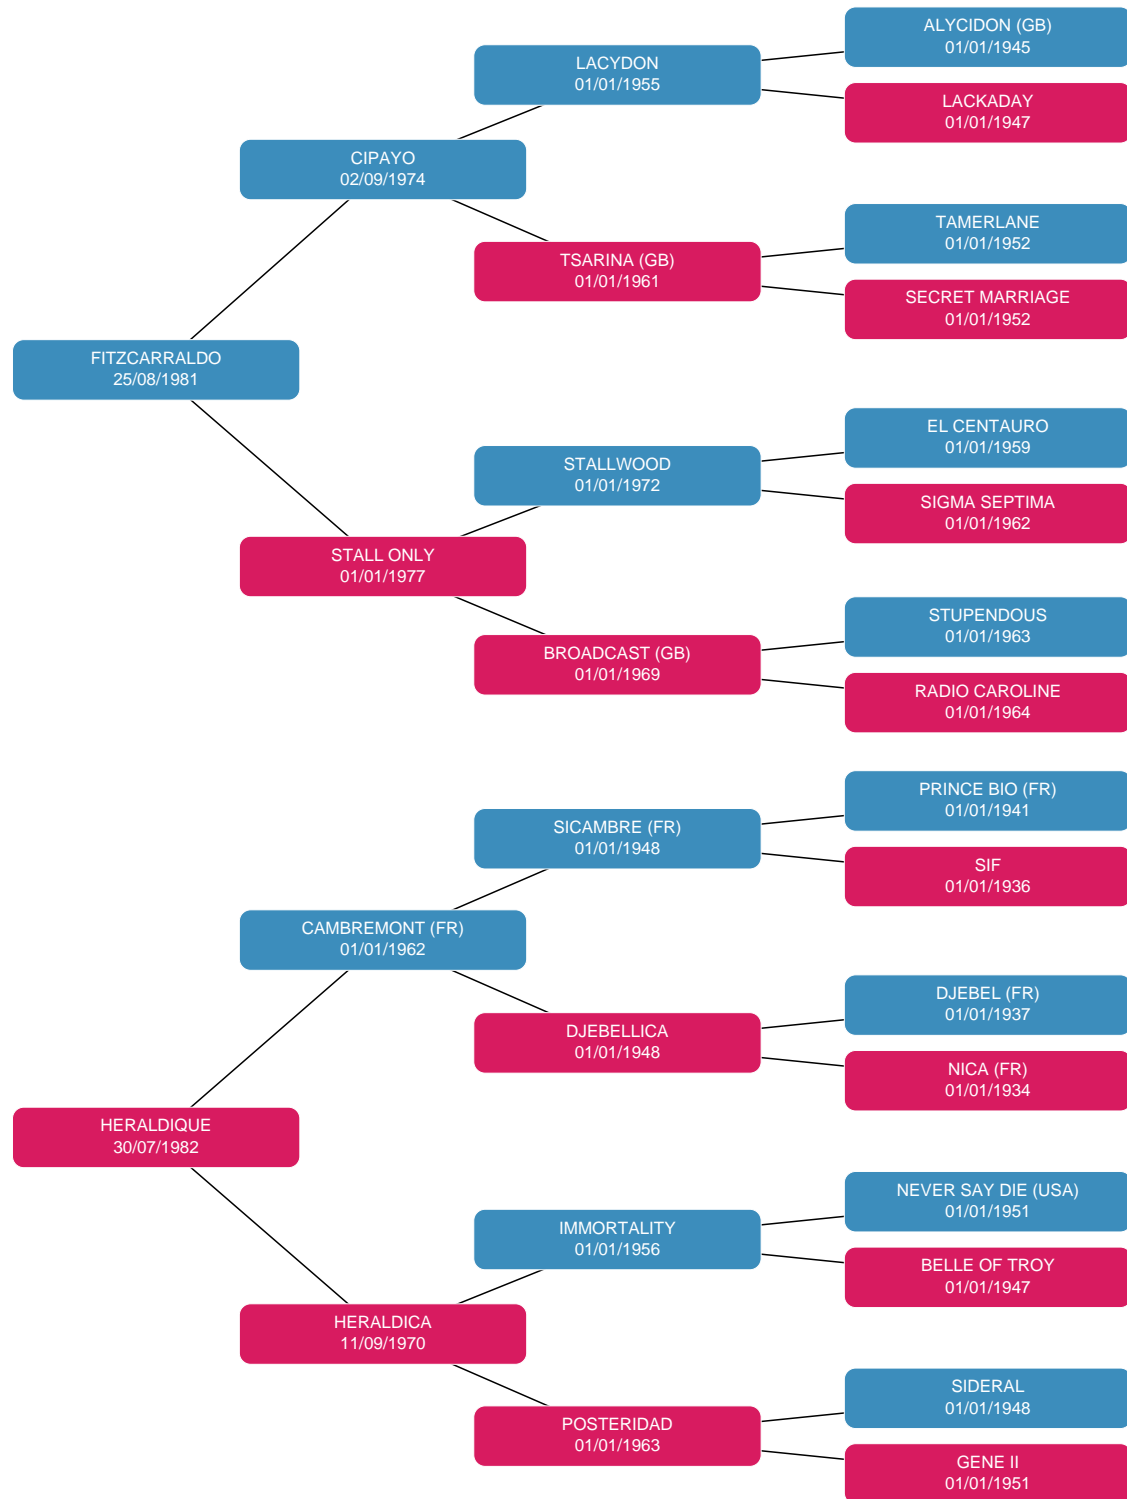 ALYCIDON (GB)
01/01/1945
LACYDON
01/01/1955
LACKADAY
01/01/1947
CIPAYO
02/09/1974
TAMERLANE
01/01/1952
TSARINA (GB)
01/01/1961
SECRET MARRIAGE
01/01/1952
FITZCARRALDO
25/08/1981
EL CENTAURO
01/01/1959
STALLWOOD
01/01/1972
SIGMA SEPTIMA
01/01/1962
STALL ONLY
01/01/1977
STUPENDOUS
01/01/1963
BROADCAST (GB)
01/01/1969
RADIO CAROLINE
01/01/1964
PRINCE BIO (FR)
01/01/1941
SICAMBRE (FR)
01/01/1948
SIF
01/01/1936
CAMBREMONT (FR)
01/01/1962
DJEBEL (FR)
01/01/1937
DJEBELLICA
01/01/1948
NICA (FR)
01/01/1934
HERALDIQUE
30/07/1982
NEVER SAY DIE (USA)
01/01/1951
IMMORTALITY
01/01/1956
BELLE OF TROY
01/01/1947
HERALDICA
11/09/1970
SIDERAL
01/01/1948
POSTERIDAD
01/01/1963
GENE II
01/01/1951